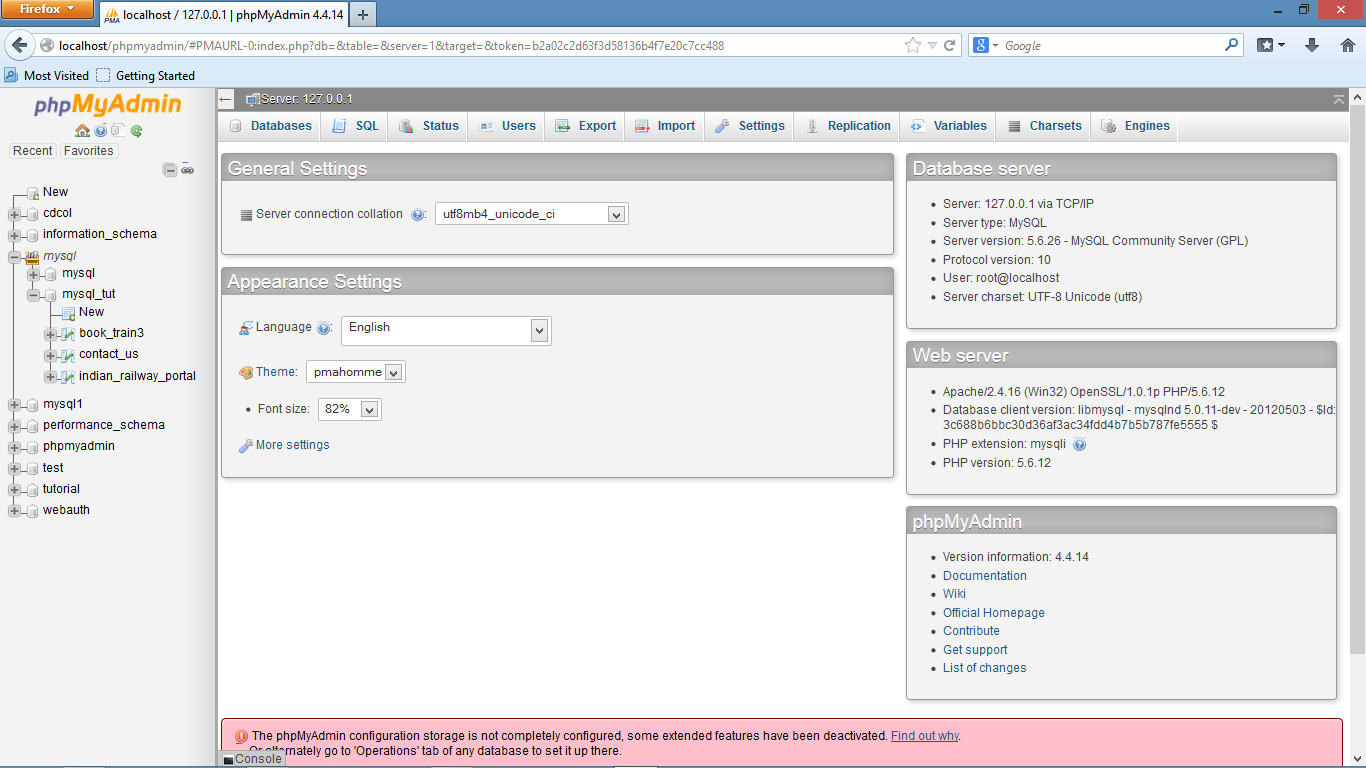 Firefox
localhost / 127.0.0.1 | phpMyAdmin 4.4.14
localhost/phpmyadmin/#PMAURL-0:index.php?db=&table=&server=1&target=&token=b2a02c2d63f3d58136b4f7e20c7cc488
Google
Most Visited
Getting Started
phpMyAdmin
Recent
Favorites
New
cdcol
information_schema
mysql
mysql
mysql_tut
New
book_train3
contact_us
indian_railway_portal
mysql1
performance_schema
phpmyadmin
test
tutorial
webauth
Server: 127.0.0.1
Databases
SQL
Status
Users
Export
Import
Settings
Replication
Variables
Charsets
Engines
General Settings
Server connection collation :
utf8mb4_unicode_ci
Appearance Settings
Language :
English
Theme:
pmahomme
Font size:
82%
More settings
Database server
Server: 127.0.0.1 via TCP/IP
Server type: MySQL
Server version: 5.6.26 - MySQL Community Server (GPL)
Protocol version: 10
User: root@localhost
Server charset: UTF-8 Unicode (utf8)
Web server
Apache/2.4.16 (Win32) OpenSSL/1.0.1p PHP/5.6.12
Database client version: libmysql - mysqlnd 5.0.11-dev - 20120503 - $Id:
3c688b6bbc30d36af3ac34fdd4b7b5b787fe5555 $
PHP extension: mysqli
PHP version: 5.6.12
phpMyAdmin
Version information: 4.4.14
Documentation
Wiki
Official Homepage
Contribute
Get support
List of changes
The phpMyAdmin configuration storage is not completely configured, some extended features have been deactivated. Find out why.
Or alternately go to 'Operations' tab of any database to set it up there.
Console